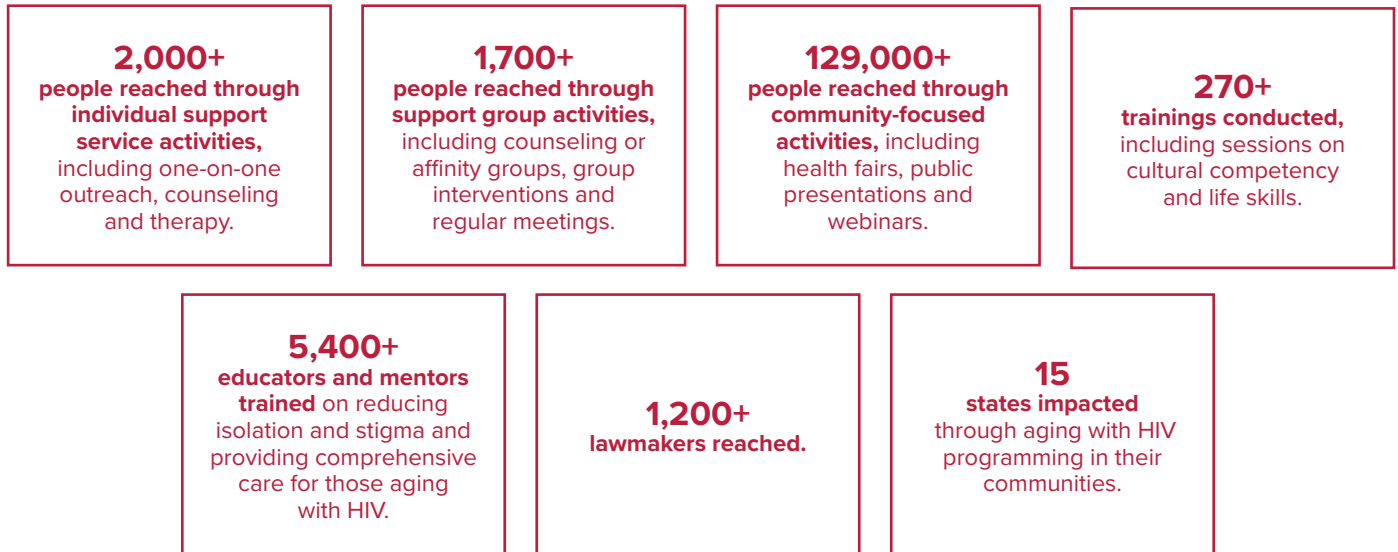 2,000+
people reached through
individual support
service activities,
including one-on-one
outreach, counseling
and therapy.
1,700+
people reached through
support group activities,
including counseling or
affinity groups, group
interventions and
regular meetings.
129,000+
people reached through
community-focused
activities, including
health fairs, public
presentations and
webinars.
270+
trainings conducted,
including sessions on
cultural competency
and life skills.
5,400+
educators and mentors
trained on reducing
isolation and stigma and
providing comprehensive
care for those aging
with HIV.
1,200+
lawmakers reached.
15
states impacted
through aging with HIV
programming in their
communities.